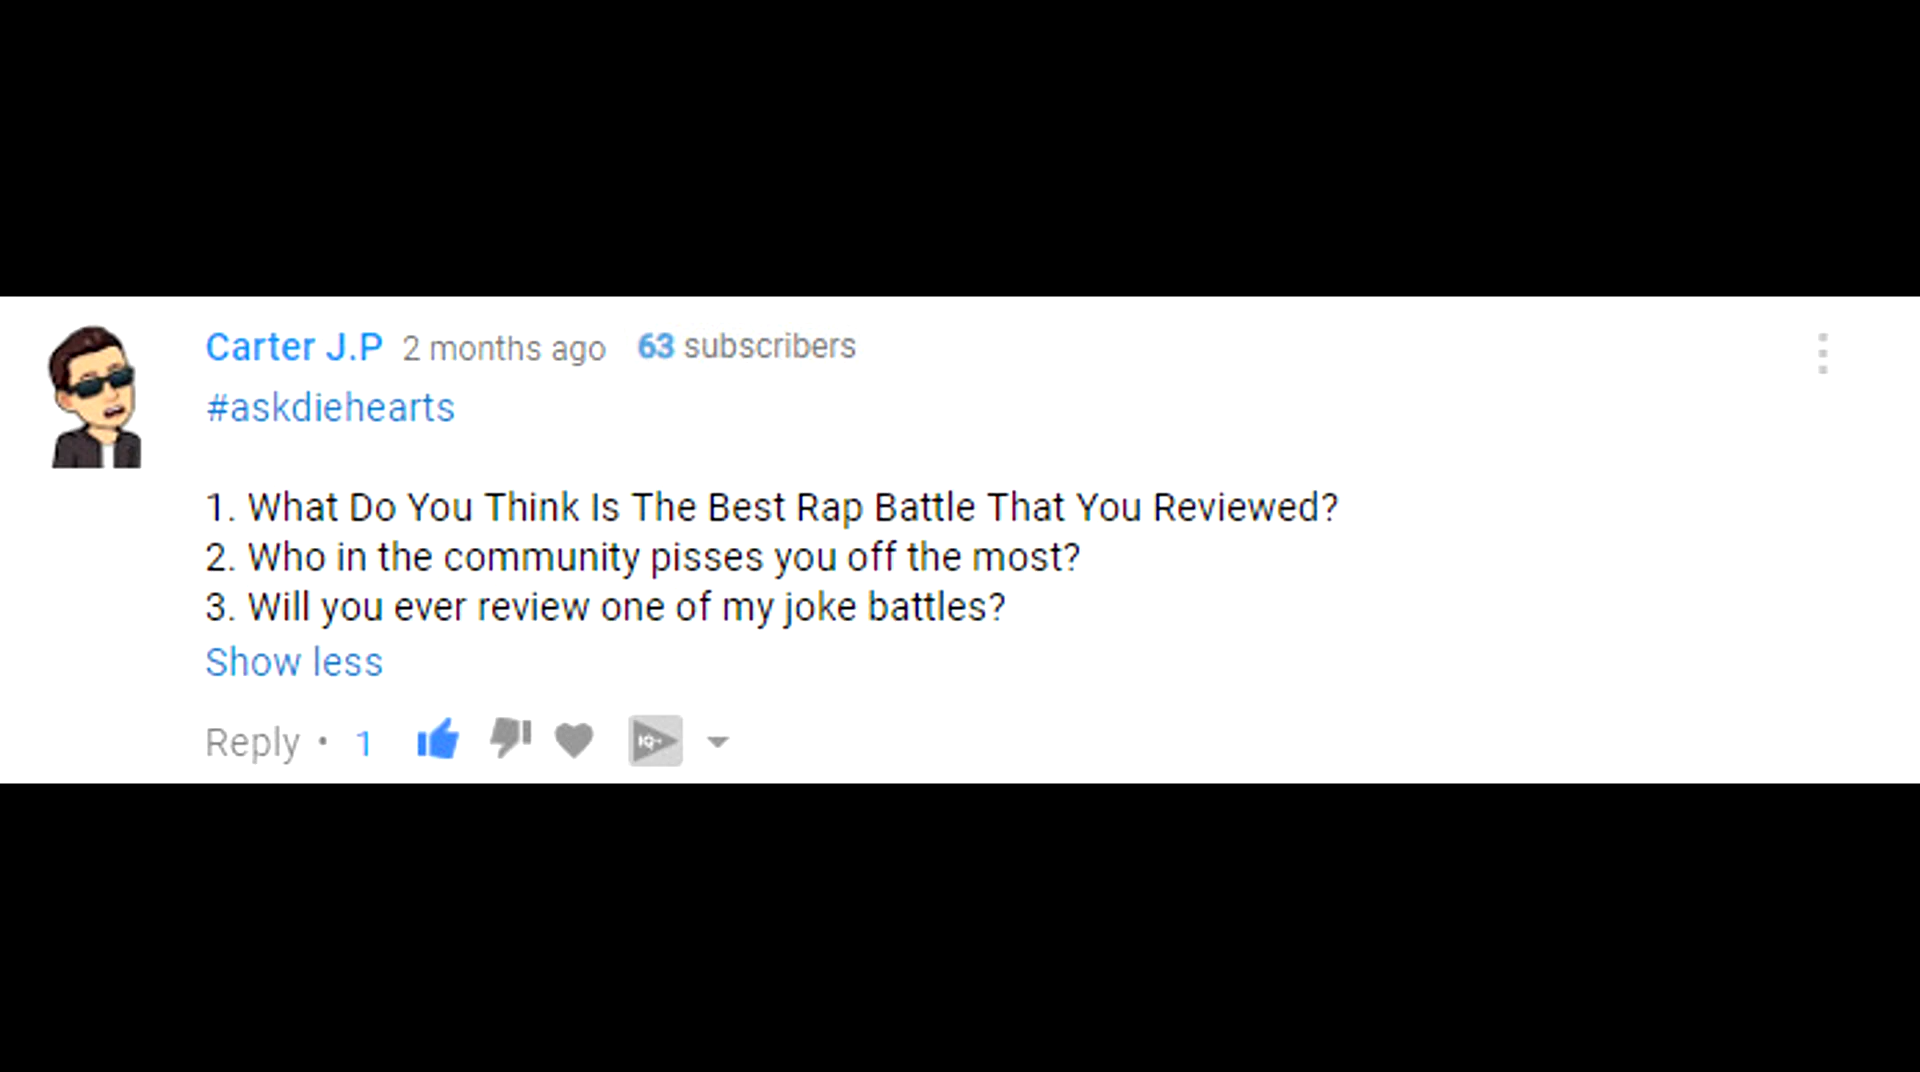 Carter J.P 2 months ago 63 subscribers
#askdiehearts
1. What Do You Think Is The Best Rap Battle That You Reviewed?
2. Who in the community pisses you off the most?
3. Will you ever review one of my joke battles?
Show less
Reply • 1